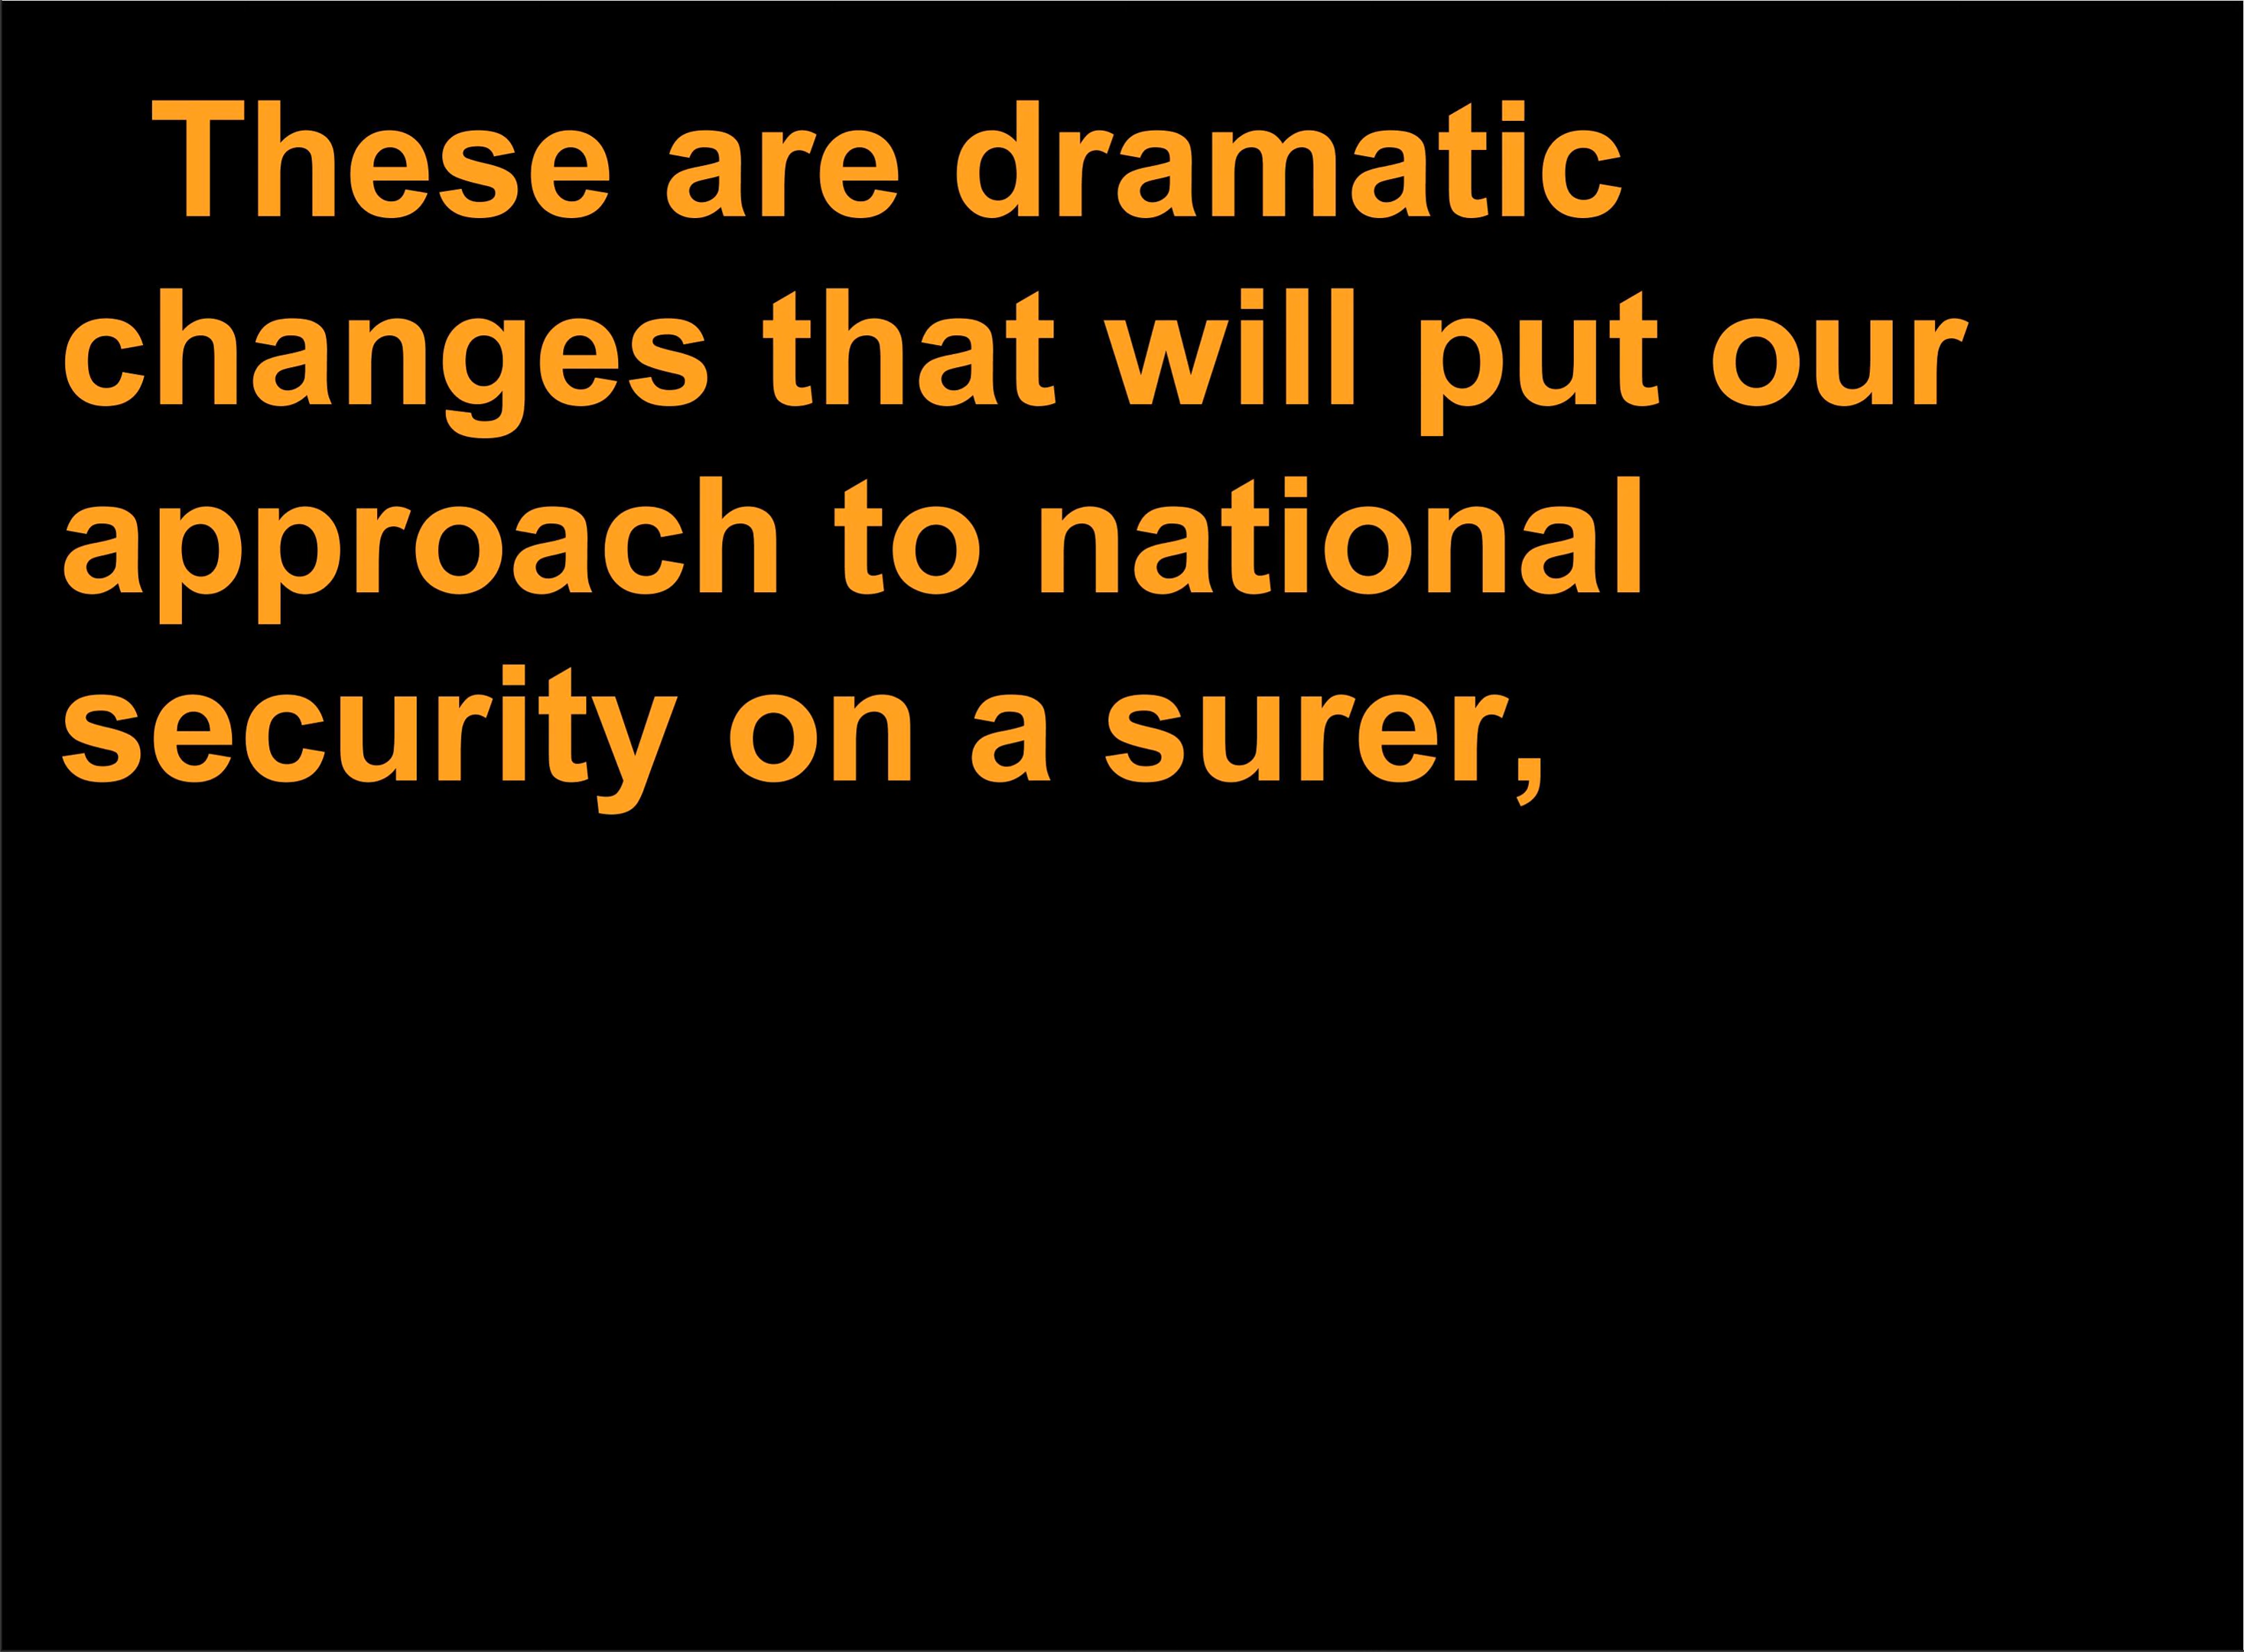 These are dramatic
changes that will put our
approach to national
security on a surer,